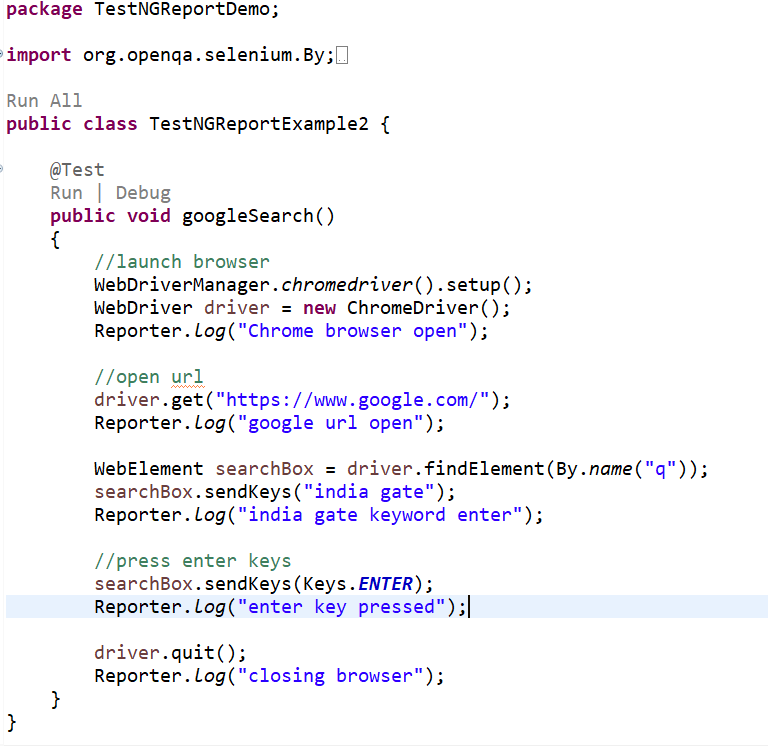 package TestNGReportDemo;
import org.openqa.selenium.By;
Run All
public class TestNGReportExample2 {
@Test
Run | Debug
public void googleSearch()
{
//launch browser
WebDriverManager.chromedriver().setup();
WebDriver driver = new ChromeDriver();
Reporter.log("Chrome browser open");
//open url
driver.get("https://www.google.com/");
Reporter.log("google url open");
WebElement searchBox = driver.findElement(By.name("q"));
searchBox.sendKeys("india gate");
Reporter.log("india gate keyword enter");
//press enter keys
searchBox.sendKeys(Keys.ENTER);
Reporter.log("enter key pressed");
driver.quit();
Reporter.log("closing browser");
}
}